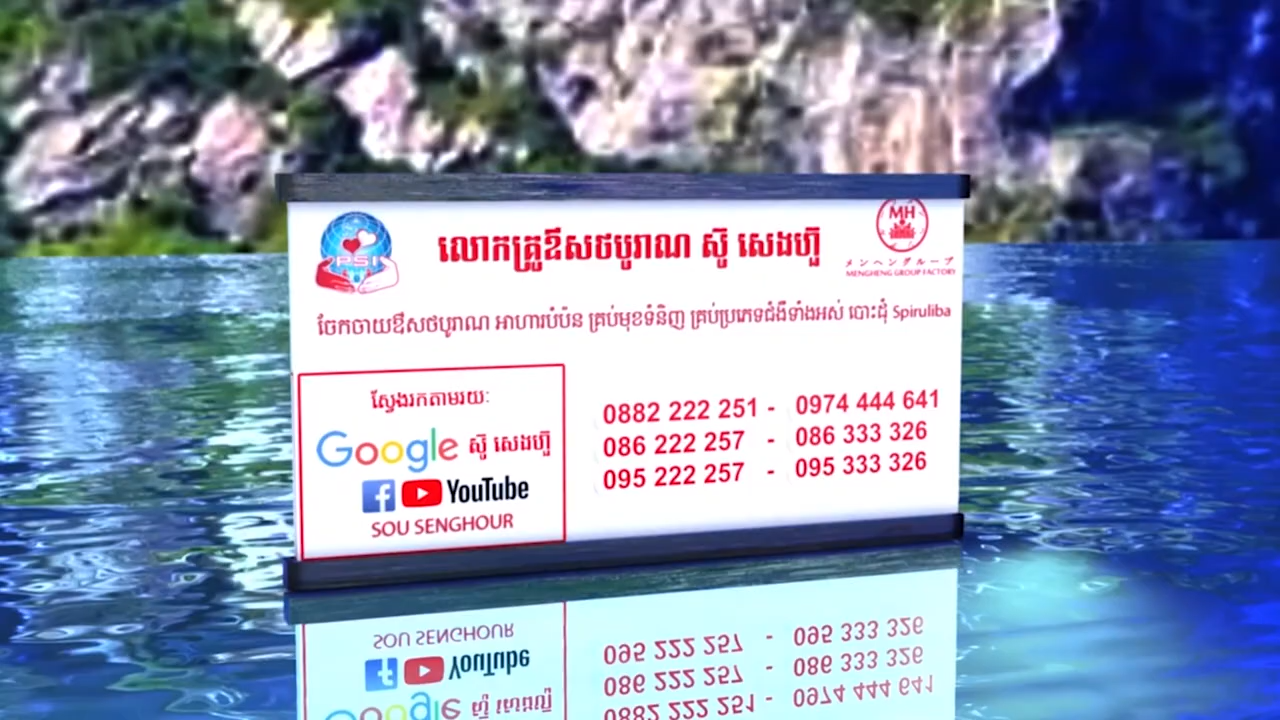 PSI
លោកគ្រូឪសថបូរាណ ស៊ូ សេងហ៊ួ
MH
メンヘングループ
MENGHENG GROUP FACTORY
ចែកចាយឱសថបូរាណ អាហារបំប៉ន គ្រប់មុខទំនិញ គ្រប់ប្រភេទជំងឺទាំងអស់ បោះដុំ Spiruliba
ស្វែងរកតាមរយៈ
Google ស៊ូ សេងហ៊ួ
YouTube
SOU SENGHOUR
0882 222 251 - 0974 444 641
086 222 257 - 086 333 326
095 222 257 - 095 333 326